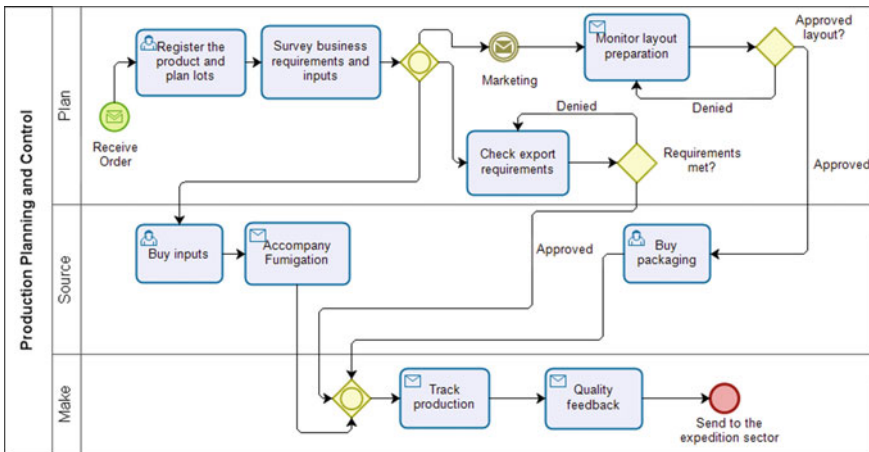 Production Planning and Control
Plan
Register the
product and
plan lots
Survey business
requirements and
inputs
Marketing
Monitor layout
preparation
Approved
layout?
Denied
Receive
Order
Denied
Check export
requirements
Requirements
met?
Approved
Source
Buy inputs
Accompany
Fumigation
Approved
Buy
packaging
Make
Track
production
Quality
feedback
Send to the
expedition sector